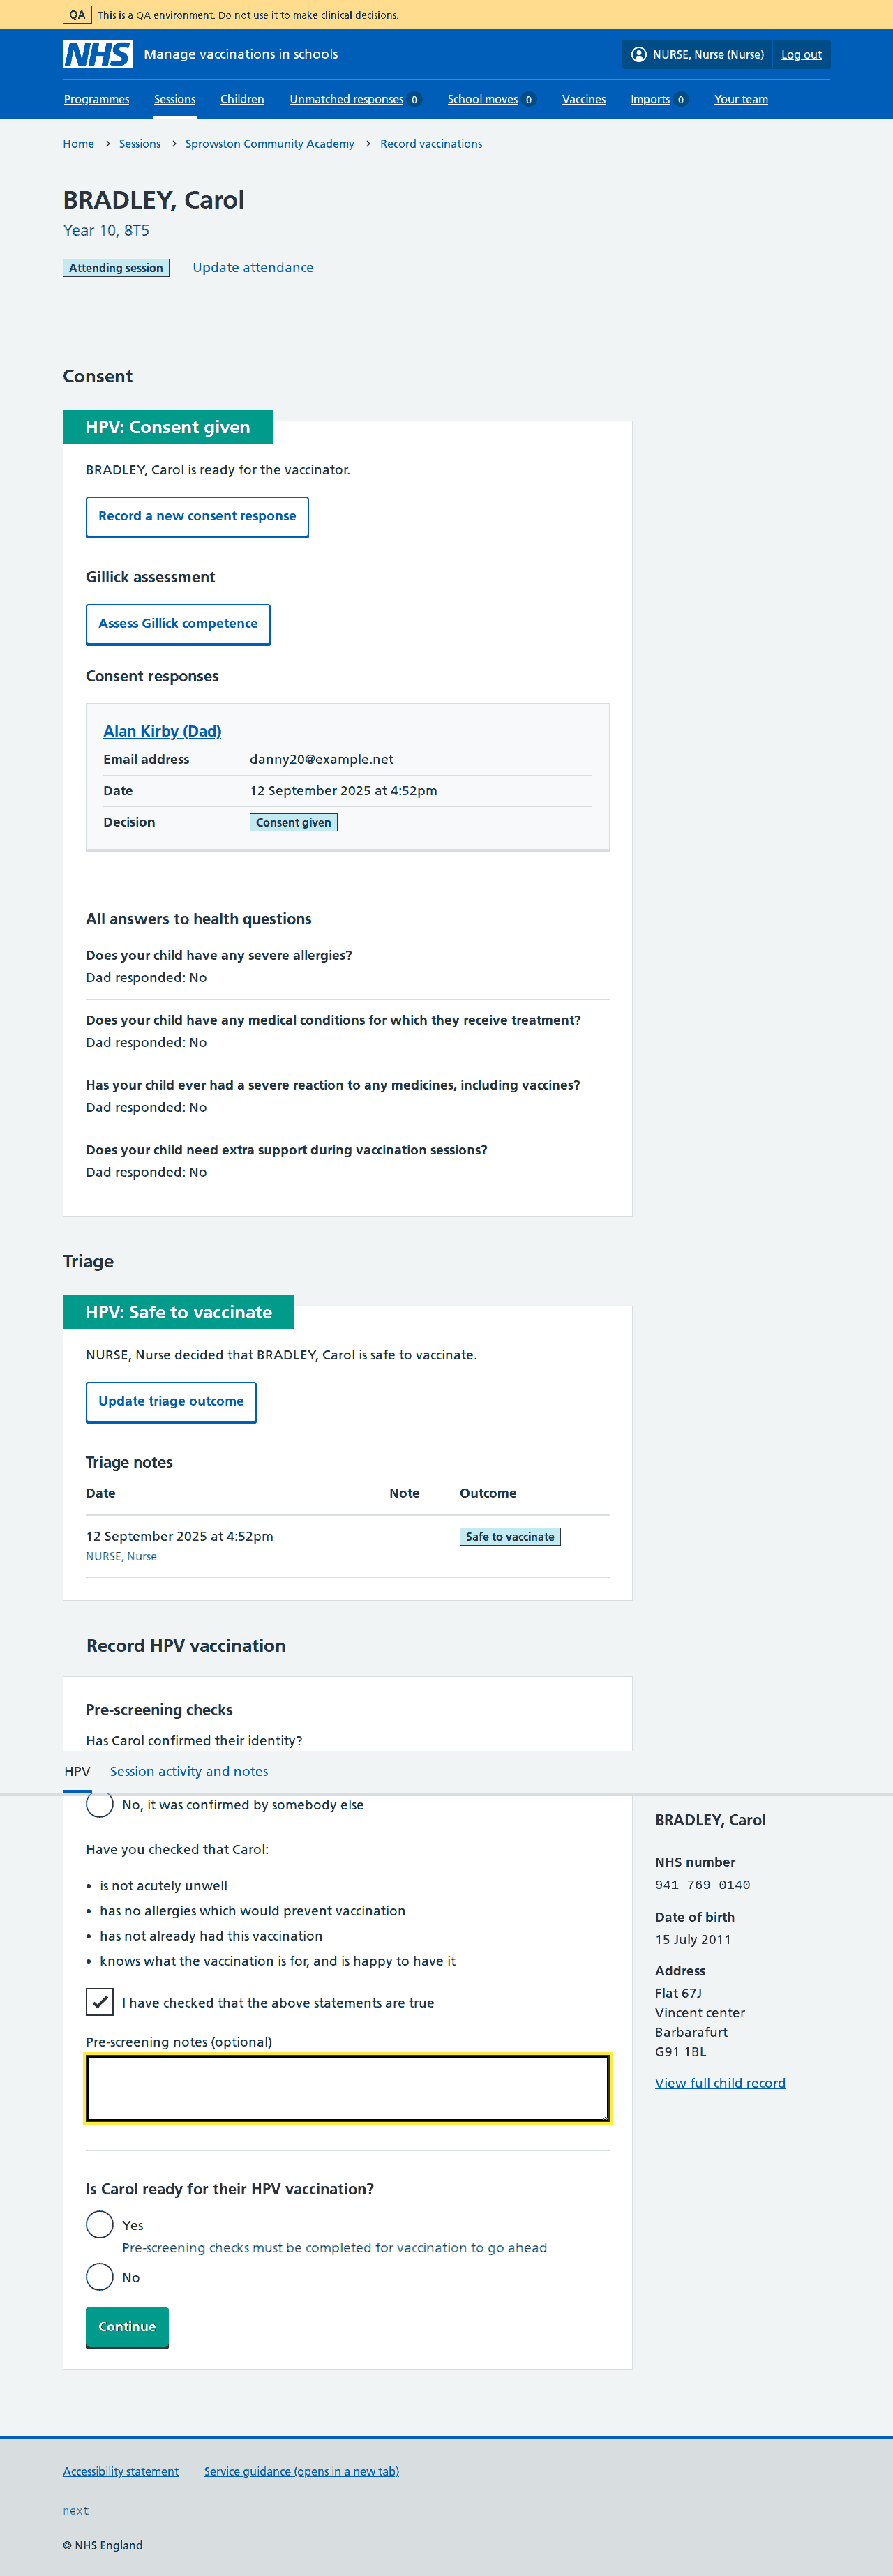 QA This is a QA environment. Do not use it to make clinical decisions.
NHS Manage vaccinations in schools NURSE, Nurse (Nurse) Log out
Programmes Sessions Children Unmatched responses 0 School moves 0 Vaccines Imports 0 Your team
Home Sessions Sprowston Community Academy Record vaccinations
BRADLEY, Carol
Year 10, 8T5
Attending session Update attendance
Consent
HPV: Consent given
BRADLEY, Carol is ready for the vaccinator.
Record a new consent response
Gillick assessment
Assess Gillick competence
Consent responses
Alan Kirby (Dad)
Email address danny20@example.net
Date 12 September 2025 at 4:52pm
Decision Consent given
All answers to health questions
Does your child have any severe allergies?
Dad responded: No
Does your child have any medical conditions for which they receive treatment?
Dad responded: No
Has your child ever had a severe reaction to any medicines, including vaccines?
Dad responded: No
Does your child need extra support during vaccination sessions?
Dad responded: No
Triage
HPV: Safe to vaccinate
NURSE, Nurse decided that BRADLEY, Carol is safe to vaccinate.
Update triage outcome
Triage notes
Date Note Outcome
12 September 2025 at 4:52pm Safe to vaccinate
NURSE, Nurse
Record HPV vaccination
Pre-screening checks
Has Carol confirmed their identity?
HPV Session activity and notes
No, it was confirmed by somebody else
Have you checked that Carol:
• is not acutely unwell
• has no allergies which would prevent vaccination
• has not already had this vaccination
• knows what the vaccination is for, and is happy to have it
I have checked that the above statements are true
Pre-screening notes (optional)
Is Carol ready for their HPV vaccination?
Yes
Pre-screening checks must be completed for vaccination to go ahead
No
Continue
BRADLEY, Carol
NHS number
941 769 0140
Date of birth
15 July 2011
Address
Flat 67J
Vincent center
Barbarafurt
G91 1BL
View full child record
Accessibility statement Service guidance (opens in a new tab)
next
© NHS England